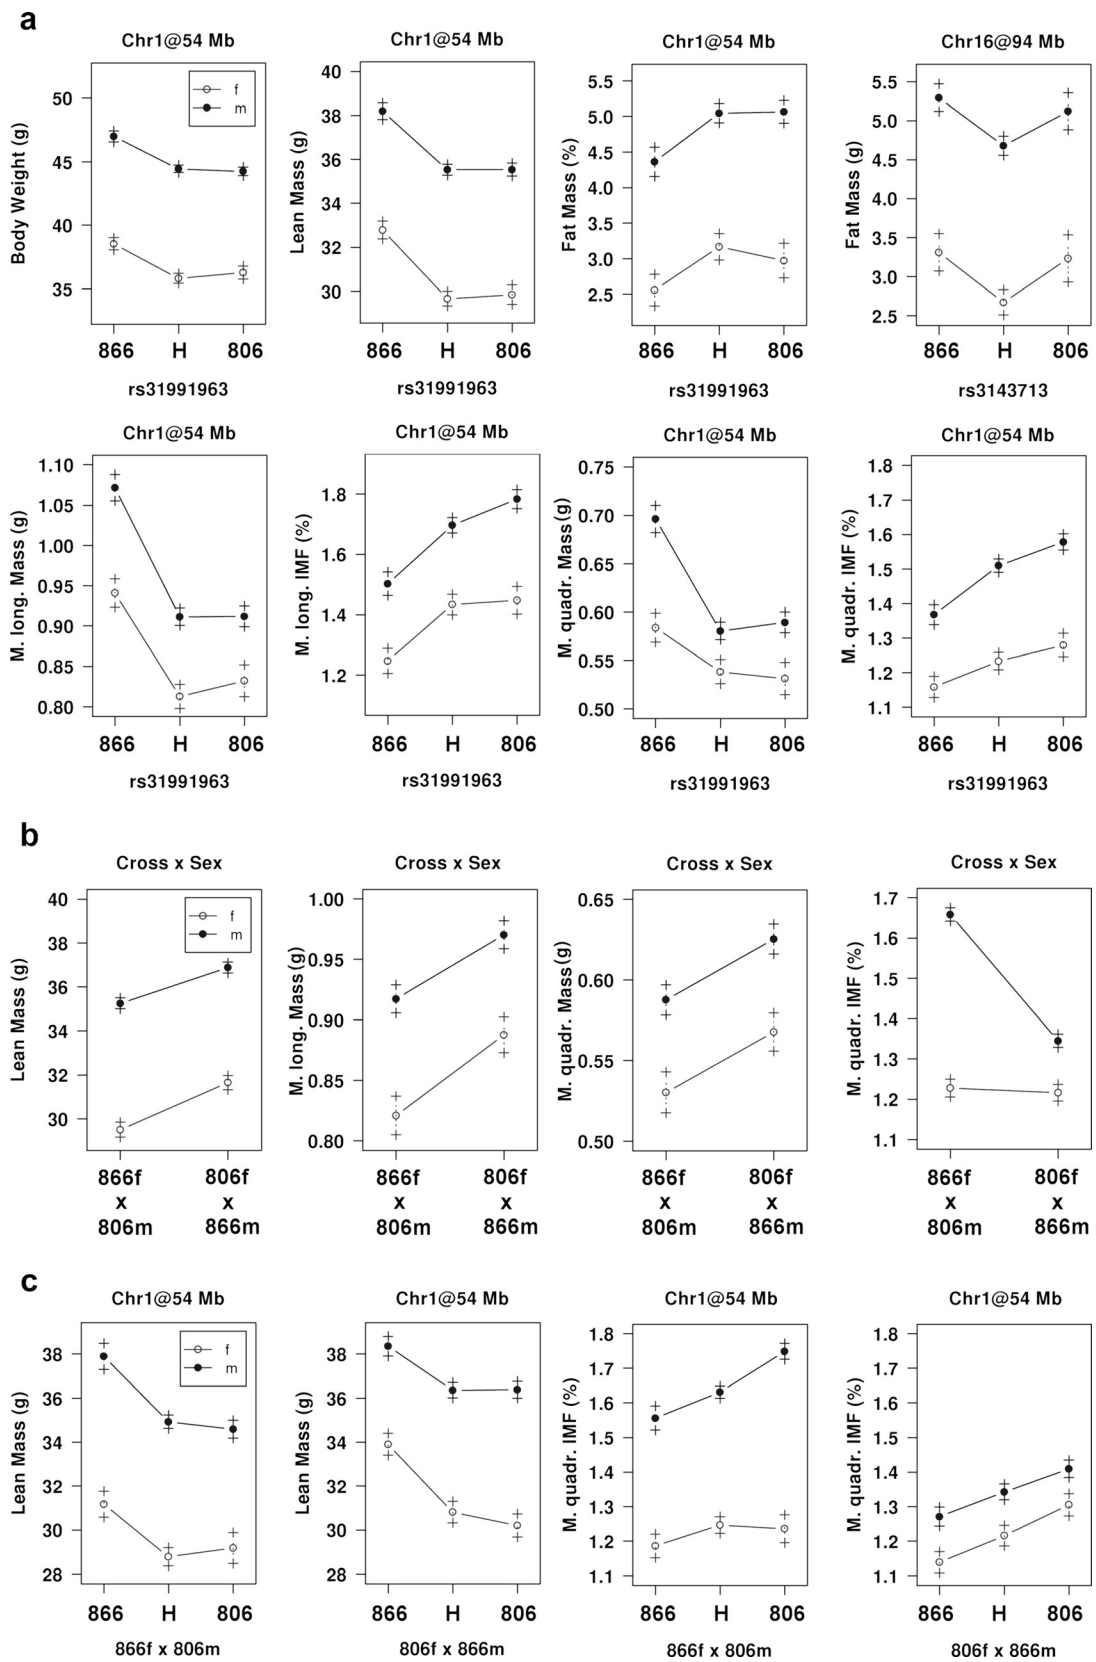 a
Chr1@54 Mb
Chr1@54 Mb
Chr1@54 Mb
Chr16@94 Mb
Body Weight (g)
50
45
40
35
f
m
866 H 806
rs31991963
Lean Mass (g)
40
38
36
34
32
30
866 H 806
rs31991963
Fat Mass (%)
5.5
5.0
4.5
4.0
3.5
3.0
2.5
866 H 806
rs31991963
Fat Mass (g)
5.5
5.0
4.5
4.0
3.5
3.0
2.5
866 H 806
rs3143713
Chr1@54 Mb
Chr1@54 Mb
Chr1@54 Mb
Chr1@54 Mb
M. long. Mass (g)
1.10
1.05
1.00
0.95
0.90
0.85
0.80
866 H 806
rs31991963
M. long. IMF (%)
1.8
1.6
1.4
1.2
866 H 806
rs31991963
M. quadr. Mass (g)
0.75
0.70
0.65
0.60
0.55
0.50
866 H 806
rs31991963
M. quadr. IMF (%)
1.8
1.7
1.6
1.5
1.4
1.3
1.2
1.1
866 H 806
rs31991963
b
Cross x Sex
Cross x Sex
Cross x Sex
Cross x Sex
Lean Mass (g)
40
38
36
34
32
30
f
m
866f 806f
x x
806m 866m
M. long. Mass (g)
1.00
0.95
0.90
0.85
0.80
866f 806f
x x
806m 866m
M. quadr. Mass (g)
0.65
0.60
0.55
0.50
866f 806f
x x
806m 866m
M. quadr. IMF (%)
1.7
1.6
1.5
1.4
1.3
1.2
1.1
866f 806f
x x
806m 866m
c
Chr1@54 Mb
Chr1@54 Mb
Chr1@54 Mb
Chr1@54 Mb
Lean Mass (g)
38
36
34
32
30
28
f
m
866 H 806
866f x 806m
Lean Mass (g)
38
36
34
32
30
28
866 H 806
806f x 866m
M. quadr. IMF (%)
1.8
1.7
1.6
1.5
1.4
1.3
1.2
1.1
866 H 806
866f x 806m
M. quadr. IMF (%)
1.8
1.7
1.6
1.5
1.4
1.3
1.2
1.1
866 H 806
806f x 866m